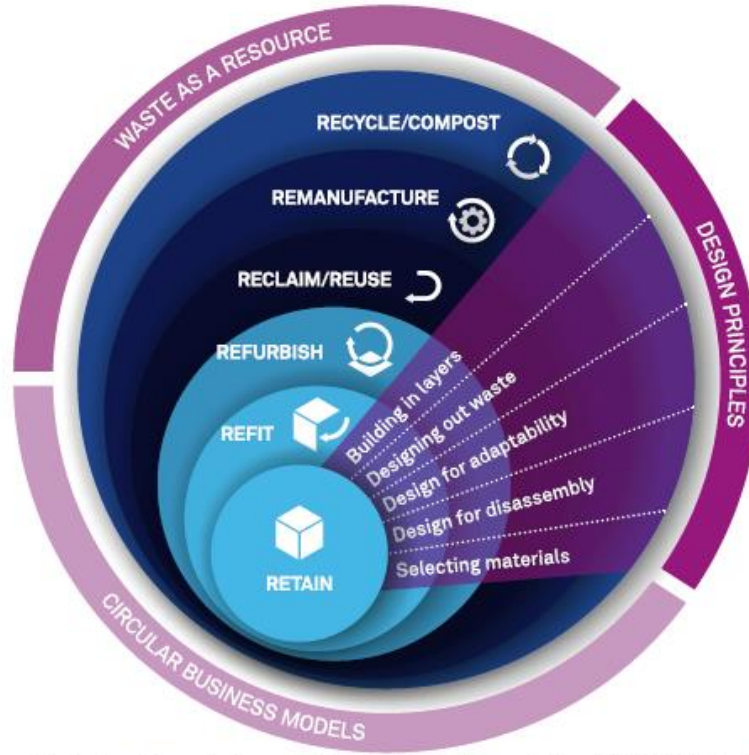 WASTE AS A RESOURCE
DESIGN PRINCIPLES
CIRCULAR BUSINESS MODELS
RECYCLE/COMPOST
REMANUFACTURE
RECLAIM/REUSE
REFURBISH
REFIT
RETAIN
Building in layers
Designing out waste
Design for adaptability
Design for disassembly
Selecting materials